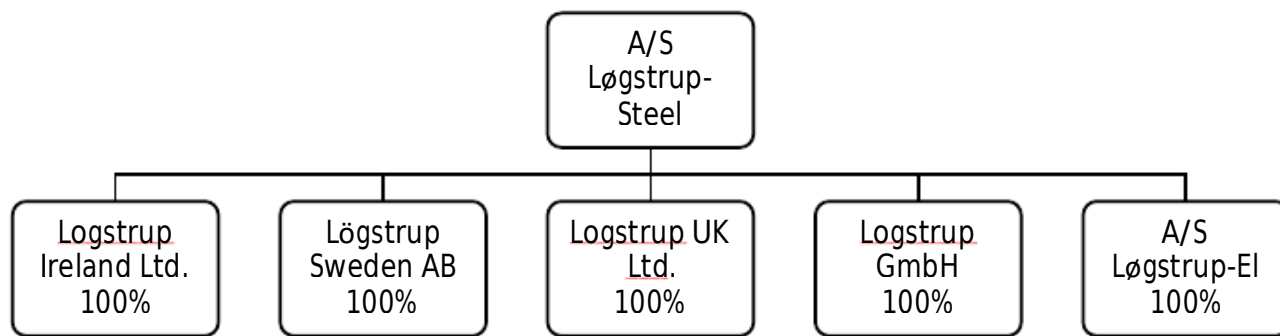 A/S
Løgstrup-
Steel
Logstrup
Ireland Ltd.
100%
Lögstrup
Sweden AB
100%
Logstrup UK
Ltd.
100%
Logstrup
GmbH
100%
A/S
Løgstrup-El
100%